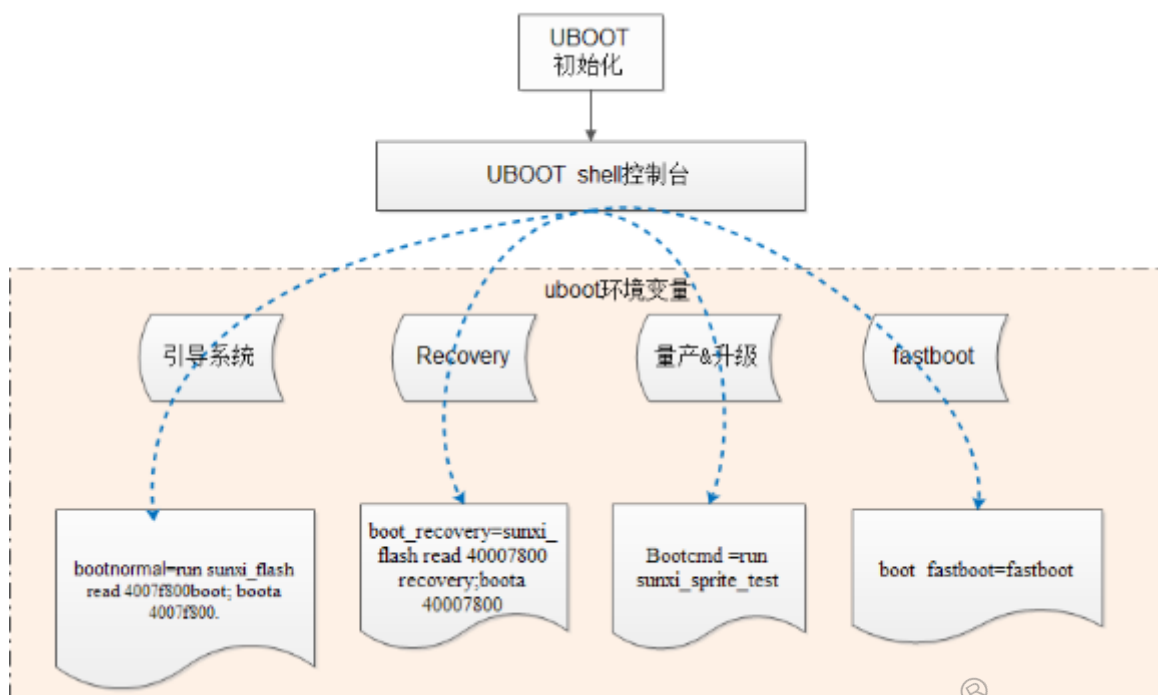 UBOOT
初始化
UBOOT shell控制台
uboot环境变量
引导系统
Recovery
量产&升级
fastboot
bootnormal=run sunxi_flash
read 4007f800boot; boota
4007f800.
boot_recovery=sunxi_
flash read 40007800
recovery;boota
40007800
Bootcmd =run
sunxi_sprite_test
boot fastboot=fastboot